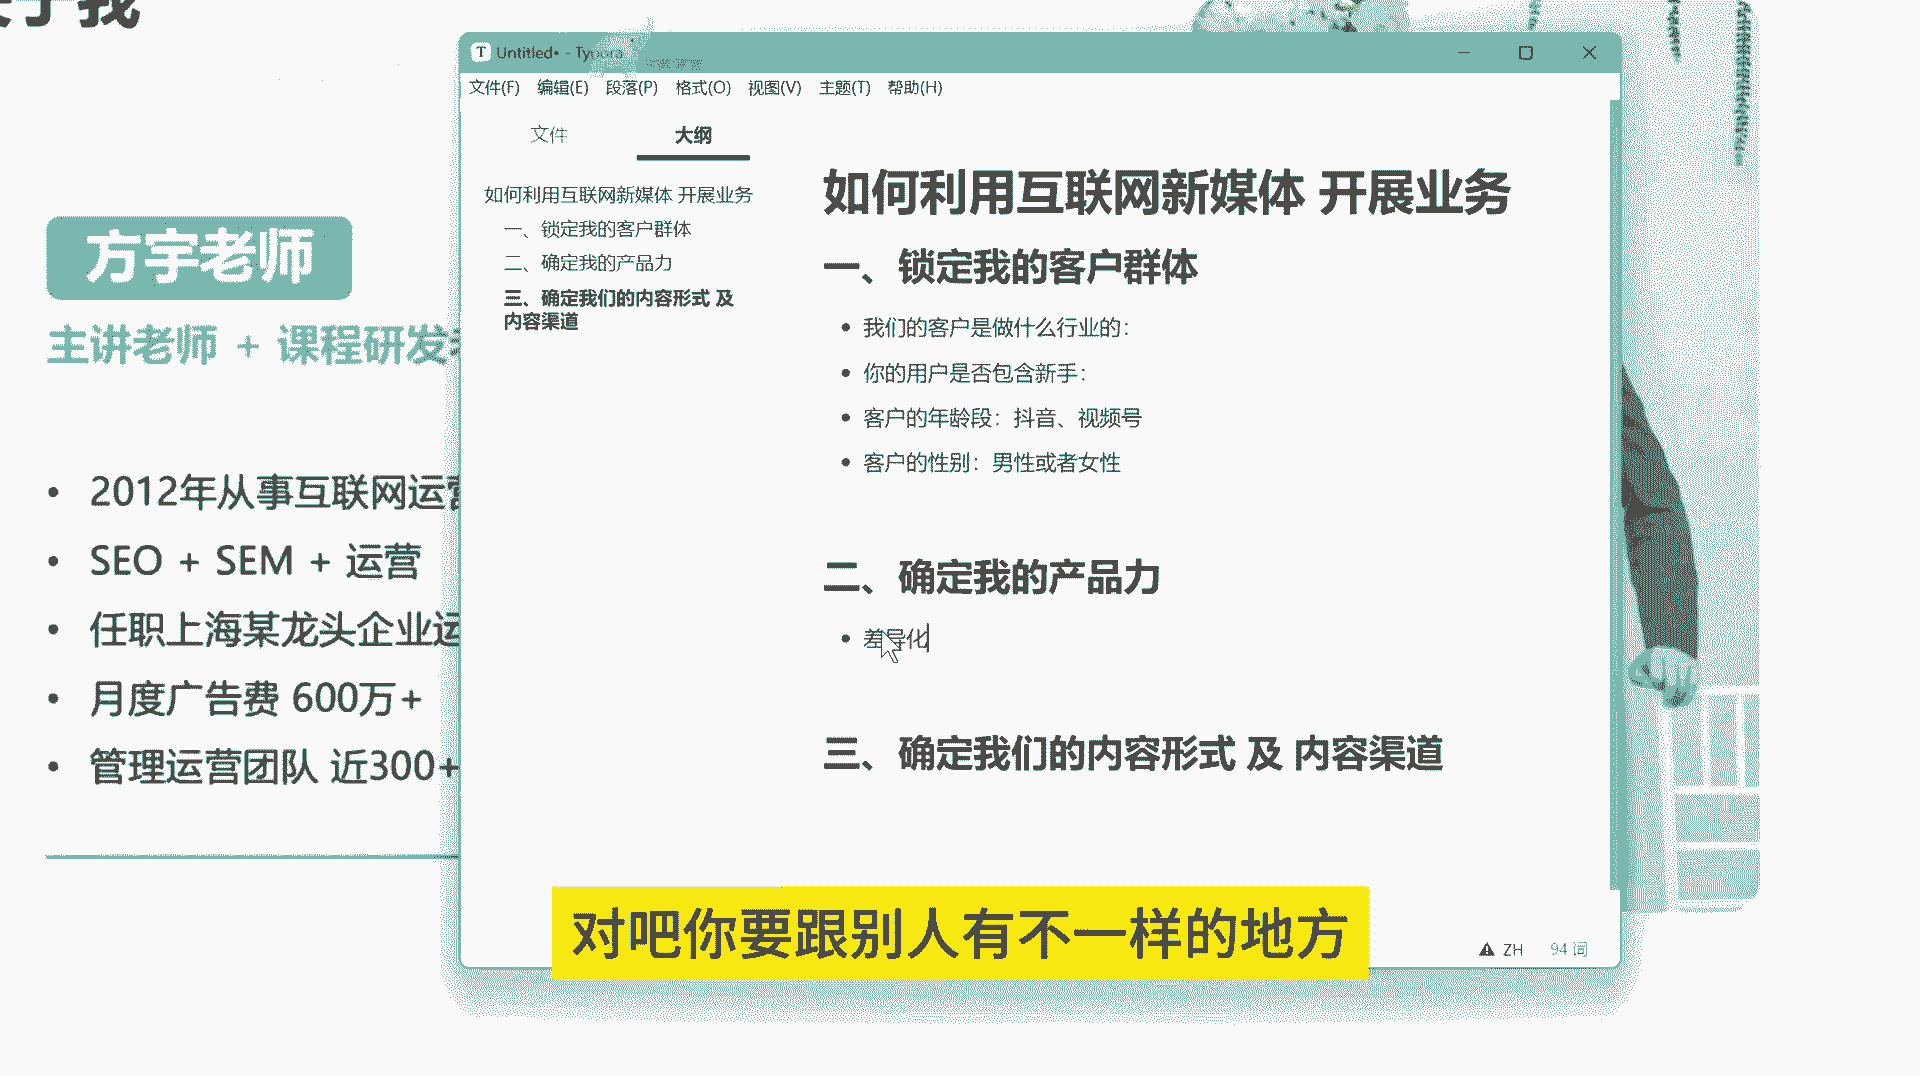 于我
方宇老师
主讲老师 + 课程研发
2012年从事互联网运营
SEO + SEM + 运营
任职上海某龙头企业运
月度广告费 600万+
管理运营团队 近300+
Untitled• - Typora
文件(F) 编辑(E) 段落(P) 格式(O) 视图(V) 主题(T) 帮助(H)
文件 大纲
如何利用互联网新媒体 开展业务
一、锁定我的客户群体
二、确定我的产品力
三、确定我们的内容形式 及
内容渠道
如何利用互联网新媒体 开展业务
一、锁定我的客户群体
我们的客户是做什么行业的：
你的用户是否包含新手：
客户的年龄段：抖音、视频号
客户的性别：男性或者女性
二、确定我的产品力
差异化
三、确定我们的内容形式 及 内容渠道
ZH 94 词
对吧你要跟别人有不一样的地方